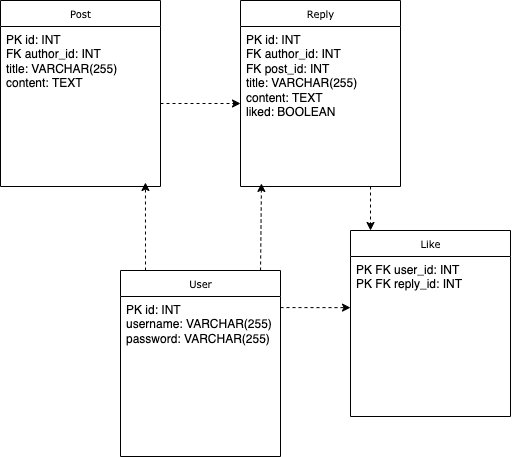 Post
PK id: INT
FK author_id: INT
title: VARCHAR(255)
content: TEXT
Reply
PK id: INT
FK author_id: INT
FK post_id: INT
title: VARCHAR(255)
content: TEXT
liked: BOOLEAN
User
PK id: INT
username: VARCHAR(255)
password: VARCHAR(255)
Like
PK FK user_id: INT
PK FK reply_id: INT